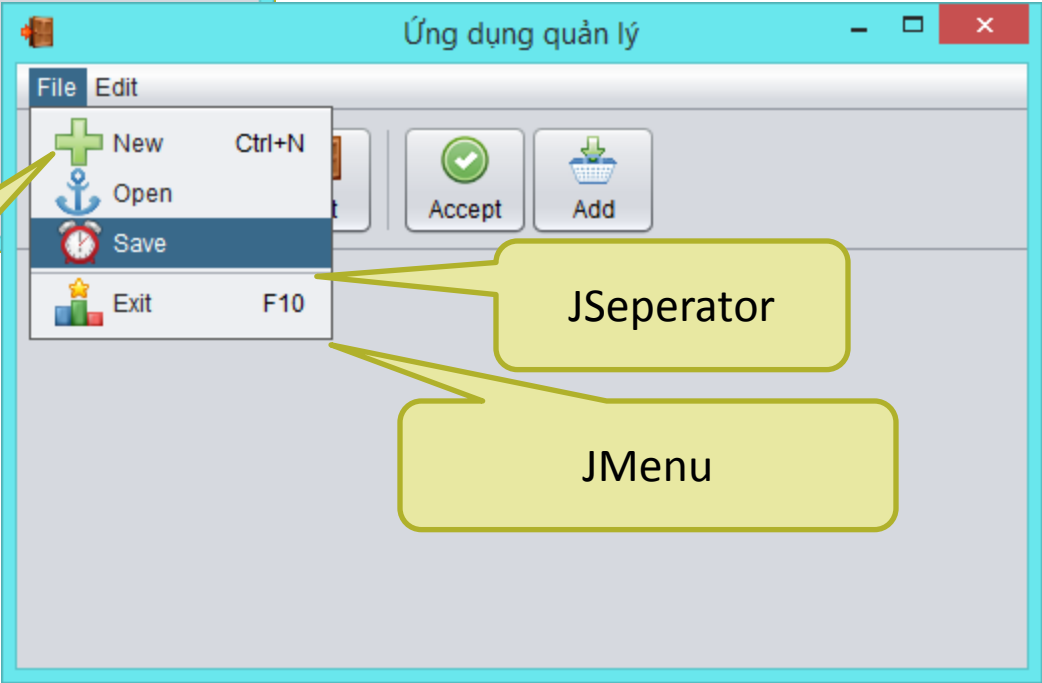 Ứng dụng quản lý
File Edit
New Ctrl+N
Open
Save
Exit F10
Accept
Add
JSeperator
JMenu